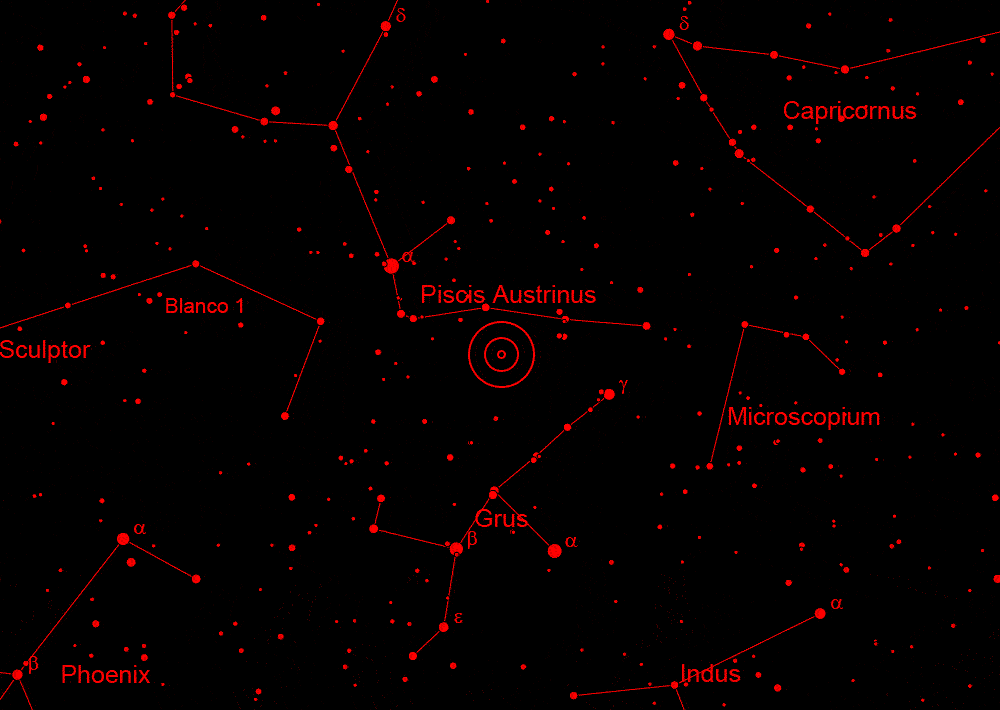 δ
δ
Capricornus
α
Piscis Austrinus
Blanco 1
Sculptor
γ
Microscopium
Grus
α
β
α
α
ε
β
Phoenix
Indus